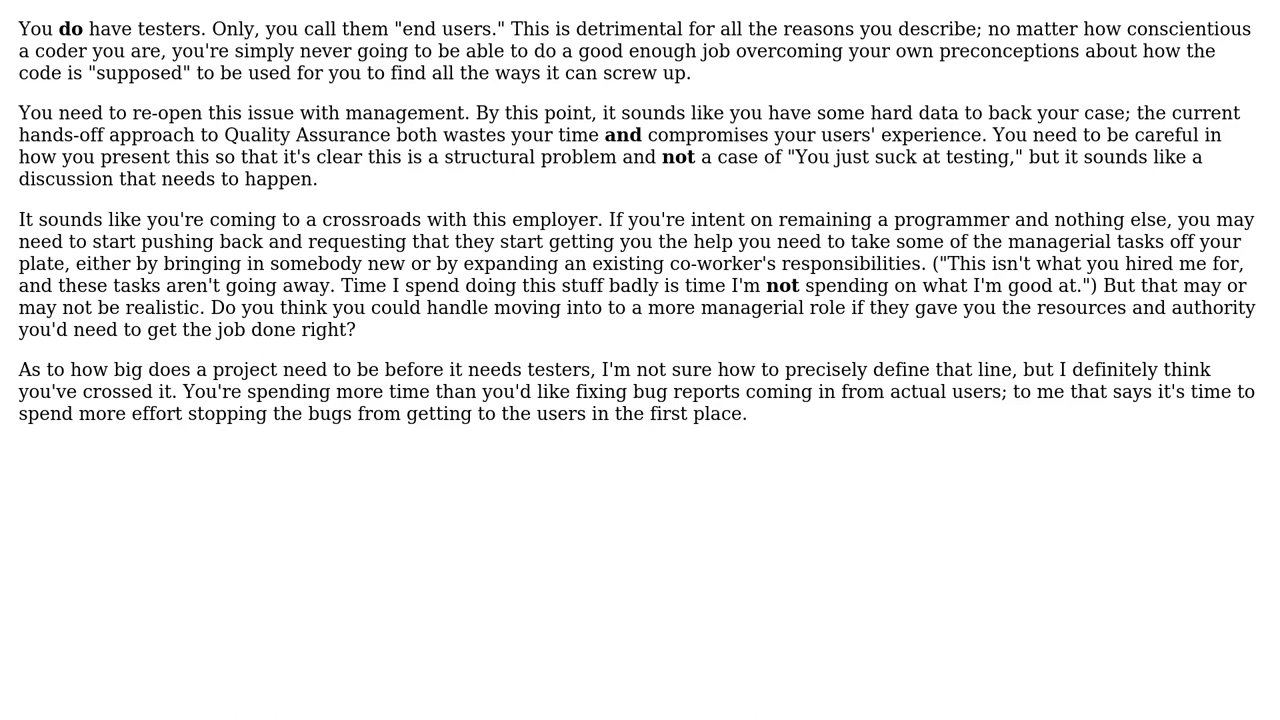 You do have testers. Only, you call them "end users." This is detrimental for all the reasons you describe; no matter how conscientious
a coder you are, you're simply never going to be able to do a good enough job overcoming your own preconceptions about how the
code is "supposed" to be used for you to find all the ways it can screw up.
You need to re-open this issue with management. By this point, it sounds like you have some hard data to back your case; the current
hands-off approach to Quality Assurance both wastes your time and compromises your users' experience. You need to be careful in
how you present this so that it's clear this is a structural problem and not a case of "You just suck at testing," but it sounds like a
discussion that needs to happen.
It sounds like you're coming to a crossroads with this employer. If you're intent on remaining a programmer and nothing else, you may
need to start pushing back and requesting that they start getting you the help you need to take some of the managerial tasks off your
plate, either by bringing in somebody new or by expanding an existing co-worker's responsibilities. ("This isn't what you hired me for,
and these tasks aren't going away. Time I spend doing this stuff badly is time I'm not spending on what I'm good at.") But that may or
may not be realistic. Do you think you could handle moving into to a more managerial role if they gave you the resources and authority
you'd need to get the job done right?
As to how big does a project need to be before it needs testers, I'm not sure how to precisely define that line, but I definitely think
you've crossed it. You're spending more time than you'd like fixing bug reports coming in from actual users; to me that says it's time to
spend more effort stopping the bugs from getting to the users in the first place.